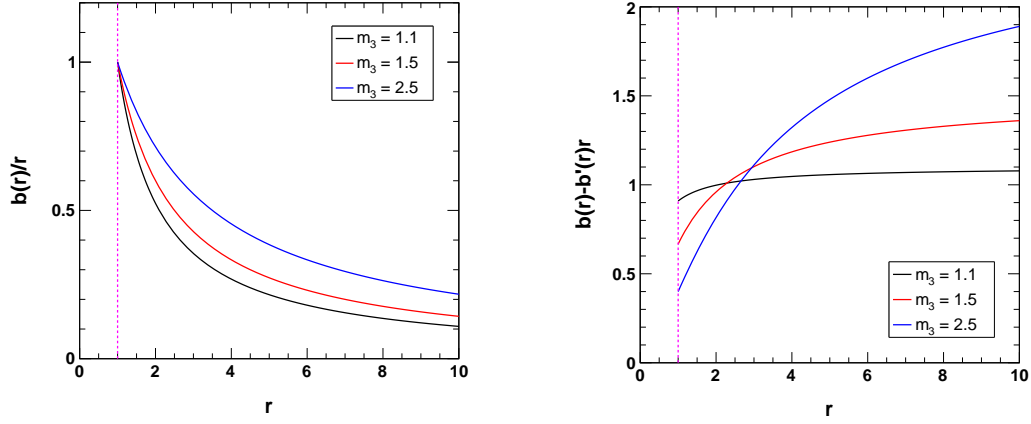 b(r)/r
1
0.5
0
m₃ = 1.1
m₃ = 1.5
m₃ = 2.5
0 2 4 6 8 10
r
b(r)-b'(r)r
2
1.5
1
0.5
0
m₃ = 1.1
m₃ = 1.5
m₃ = 2.5
0 2 4 6 8 10
r